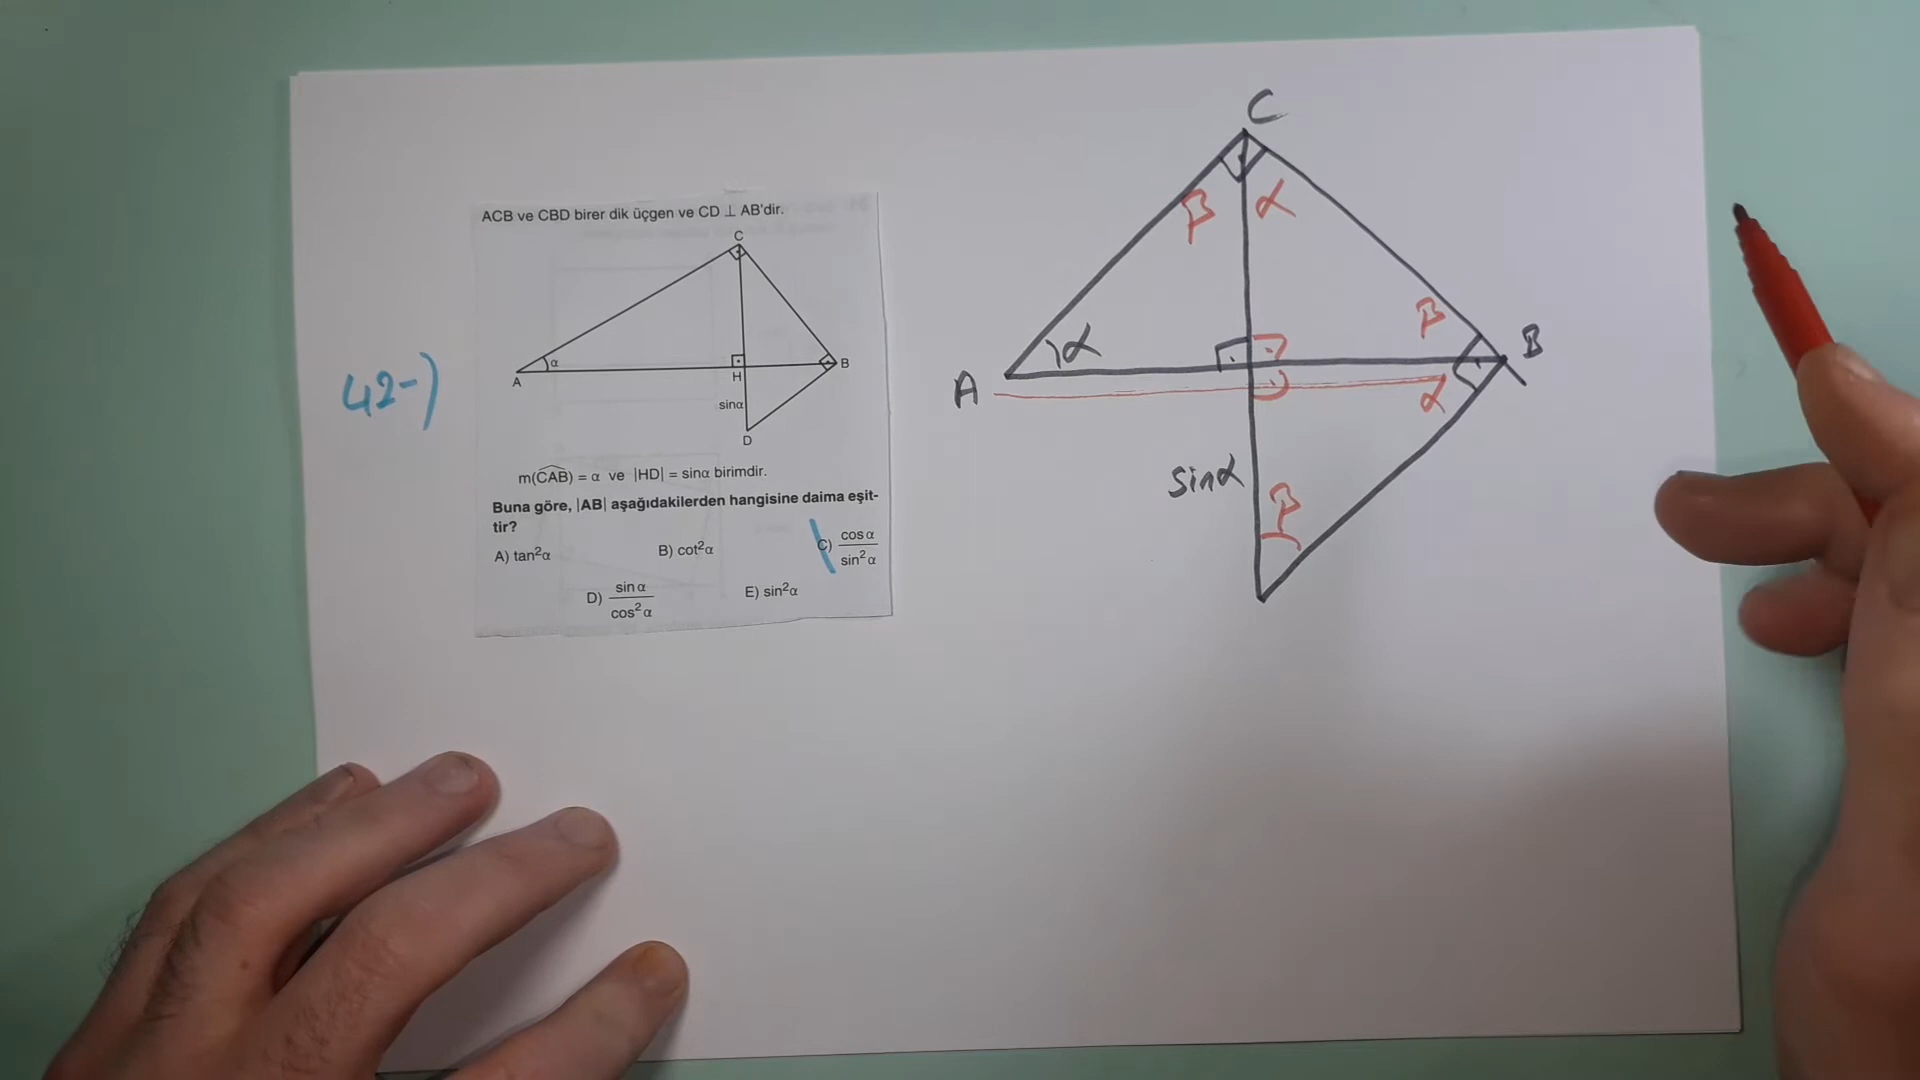 42-)
ACB ve CBD birer dik üçgen ve CD ⊥ AB'dir.
C
α
A
H
B
sinα
D
m(CAB) = α ve |HD| = sinα birimdir.
Buna göre, |AB| aşağıdakilerden hangisine daima eşit-
tir?
A) tan²α B) cot²α C) cosα / sin²α
D) sinα / cos²α E) sin²α
C
β α
β
B
α
A
α
sinα
β